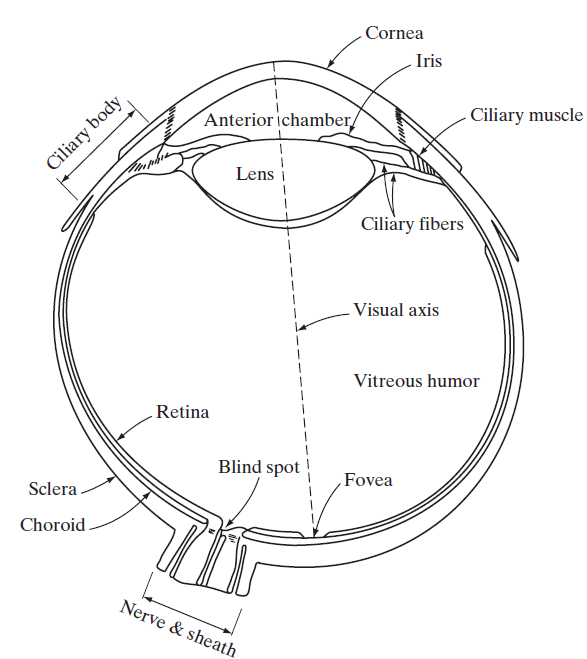 Cornea
Iris
Ciliary body
Anterior chamber
Ciliary muscle
Lens
Ciliary fibers
Visual axis
Vitreous humor
Retina
Blind spot
Fovea
Sclera
Choroid
Nerve & sheath